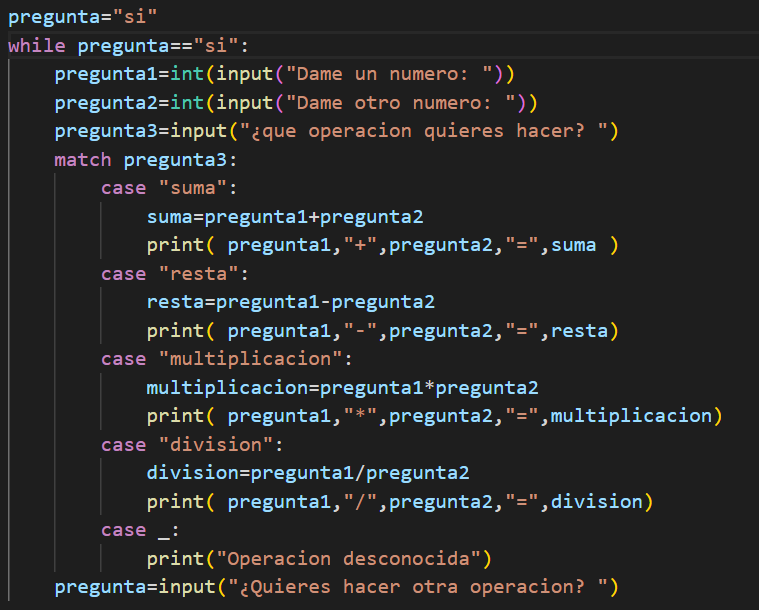 pregunta="si"
while pregunta=="si":
    pregunta1=int(input("Dame un numero: "))
    pregunta2=int(input("Dame otro numero: "))
    pregunta3=input("¿que operacion quieres hacer? ")
    match pregunta3:
        case "suma":
            suma=pregunta1+pregunta2
            print( pregunta1,"+",pregunta2,"=",suma )
        case "resta":
            resta=pregunta1-pregunta2
            print( pregunta1,"-",pregunta2,"=",resta)
        case "multiplicacion":
            multiplicacion=pregunta1*pregunta2
            print( pregunta1,"*",pregunta2,"=",multiplicacion)
        case "division":
            division=pregunta1/pregunta2
            print( pregunta1,"/",pregunta2,"=",division)
        case _:
            print("Operacion desconocida")
    pregunta=input("¿Quieres hacer otra operacion? ")